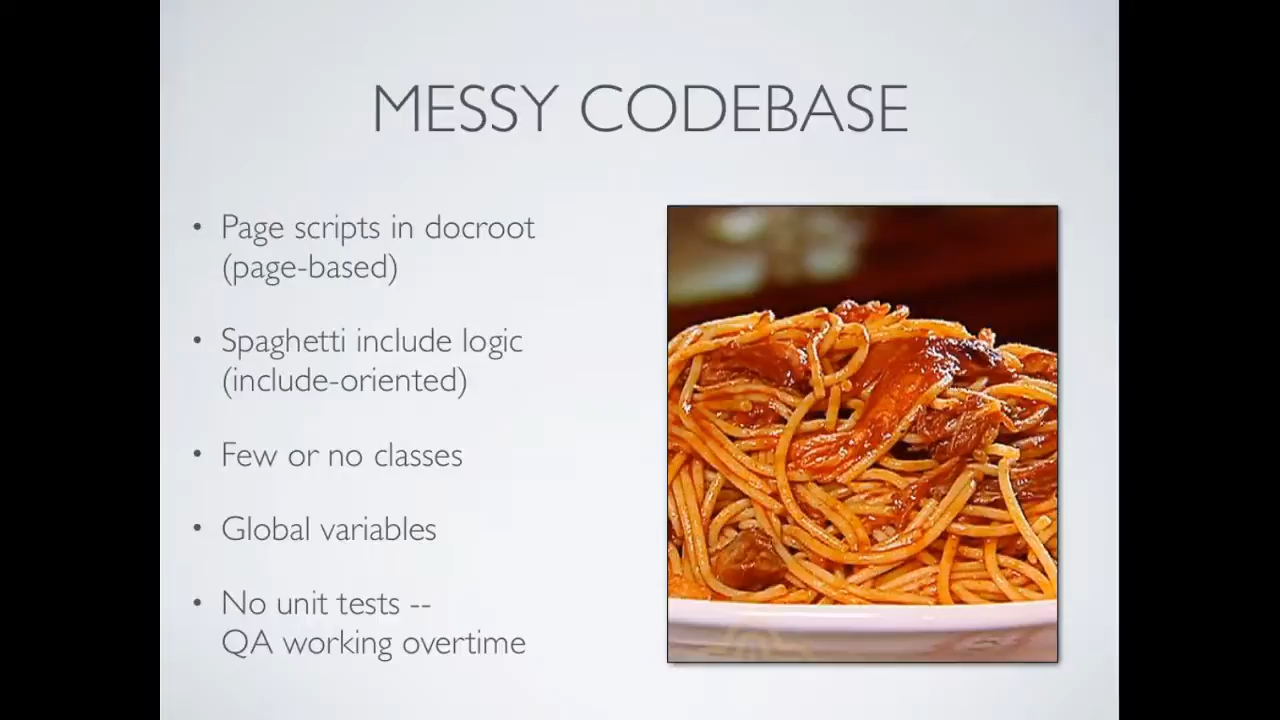 MESSY CODEBASE
• Page scripts in docroot
(page-based)
• Spaghetti include logic
(include-oriented)
• Few or no classes
• Global variables
• No unit tests --
QA working overtime